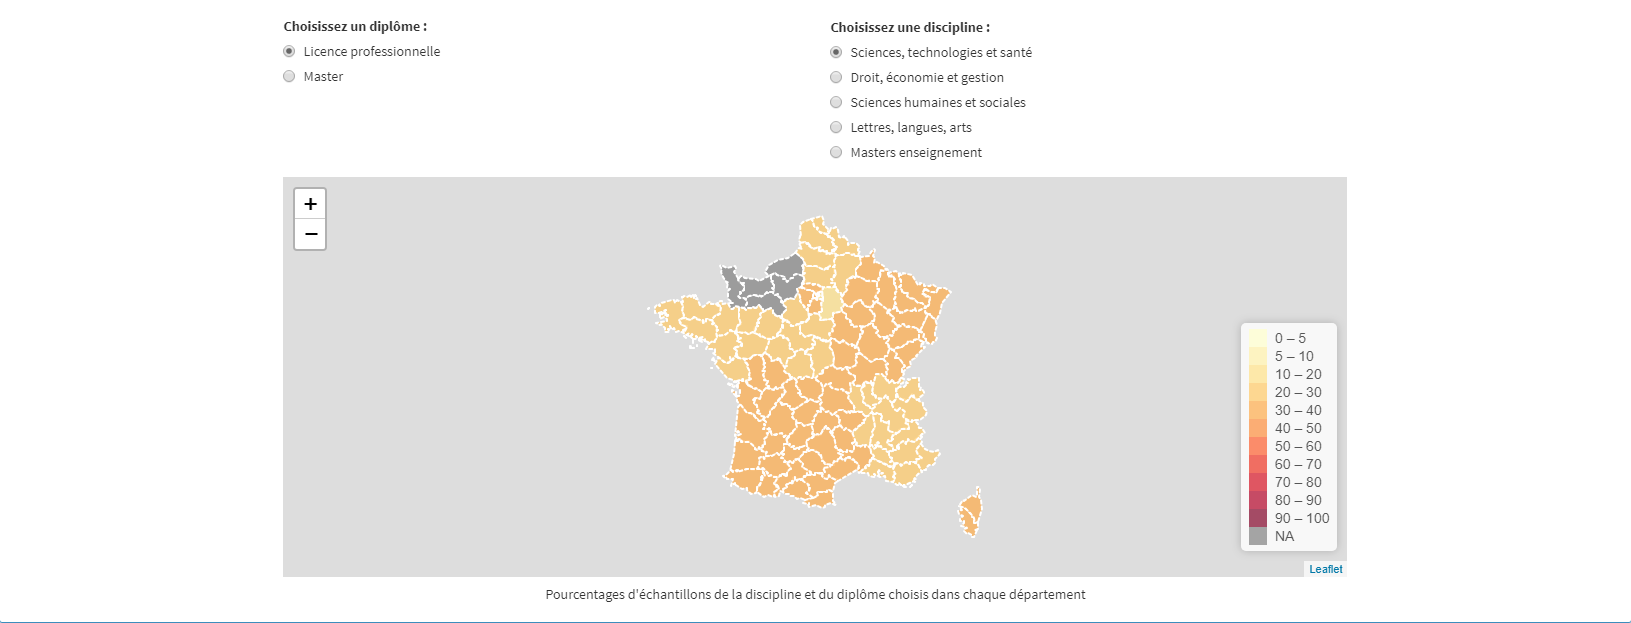 Choisissez un diplôme :
Licence professionnelle
Master
Choisissez une discipline :
Sciences, technologies et santé
Droit, économie et gestion
Sciences humaines et sociales
Lettres, langues, arts
Masters enseignement
+
−
0 – 5
5 – 10
10 – 20
20 – 30
30 – 40
40 – 50
50 – 60
60 – 70
70 – 80
80 – 90
90 – 100
NA
Leaflet
Pourcentages d'échantillons de la discipline et du diplôme choisis dans chaque département